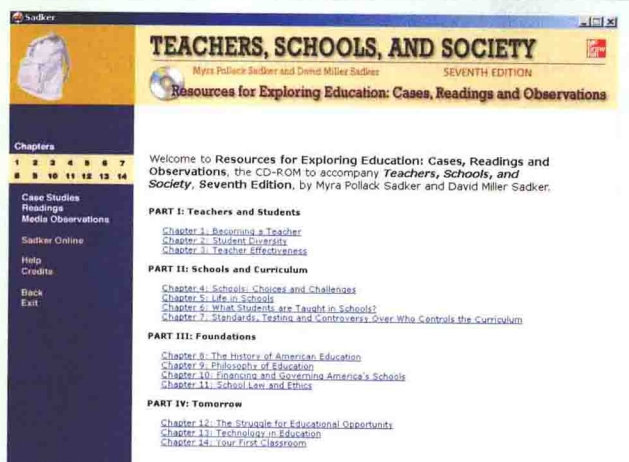 Sadker
TEACHERS, SCHOOLS, AND SOCIETY
Myra Pollack Sadker and David Miller Sadker
SEVENTH EDITION
Mc
Graw
Hill
Resources for Exploring Education: Cases, Readings and Observations
Chapters
1 2 3 4 5 6 7
8 9 10 11 12 13 14
Case Studies
Readings
Media Observations
Sadker Online
Help
Credits
Back
Exit
Welcome to Resources for Exploring Education: Cases, Readings and
Observations, the CD-ROM to accompany Teachers, Schools, and
Society, Seventh Edition, by Myra Pollack Sadker and David Miller Sadker.
PART I: Teachers and Students
Chapter 1: Becoming a Teacher
Chapter 2: Student Diversity
Chapter 3: Teacher Effectiveness
PART II: Schools and Curriculum
Chapter 4: Schools: Choices and Challenges
Chapter 5: Life in Schools
Chapter 6: What Students are Taught in Schools?
Chapter 7: Standards, Testing and Controversy Over Who Controls the Curriculum
PART III: Foundations
Chapter 8: The History of American Education
Chapter 9: Philosophy of Education
Chapter 10: Financing and Governing America's Schools
Chapter 11: School Law and Ethics
PART IV: Tomorrow
Chapter 12: The Struggle for Educational Opportunity
Chapter 13: Technology in Education
Chapter 14: Your First Classroom